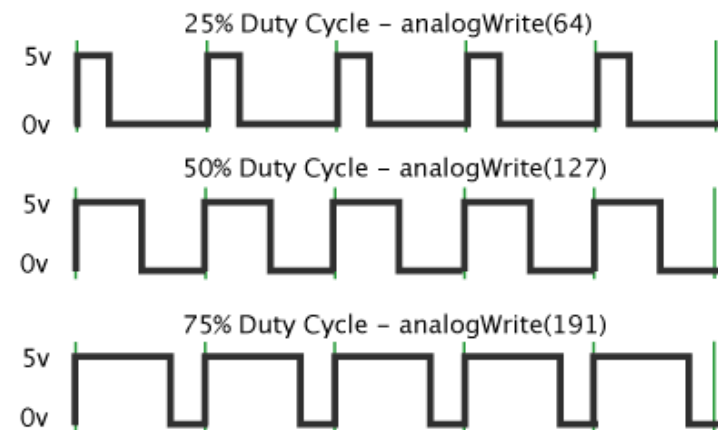 25% Duty Cycle – analogWrite(64)
5v
0v
50% Duty Cycle – analogWrite(127)
5v
0v
75% Duty Cycle – analogWrite(191)
5v
0v